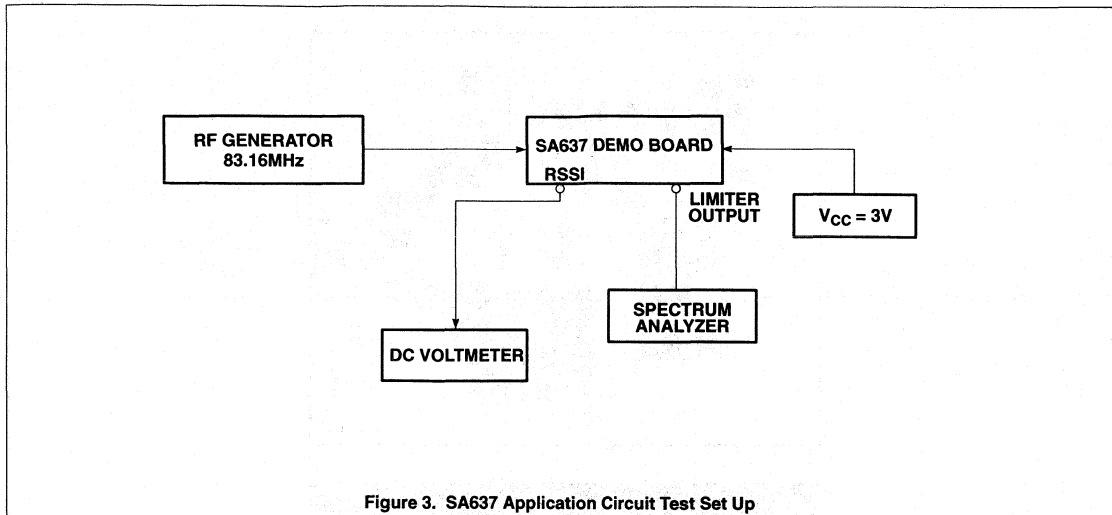 RF GENERATOR
83.16MHz
SA637 DEMO BOARD
RSSI
LIMITER
OUTPUT
VCC = 3V
SPECTRUM
ANALYZER
DC VOLTMETER
Figure 3. SA637 Application Circuit Test Set Up